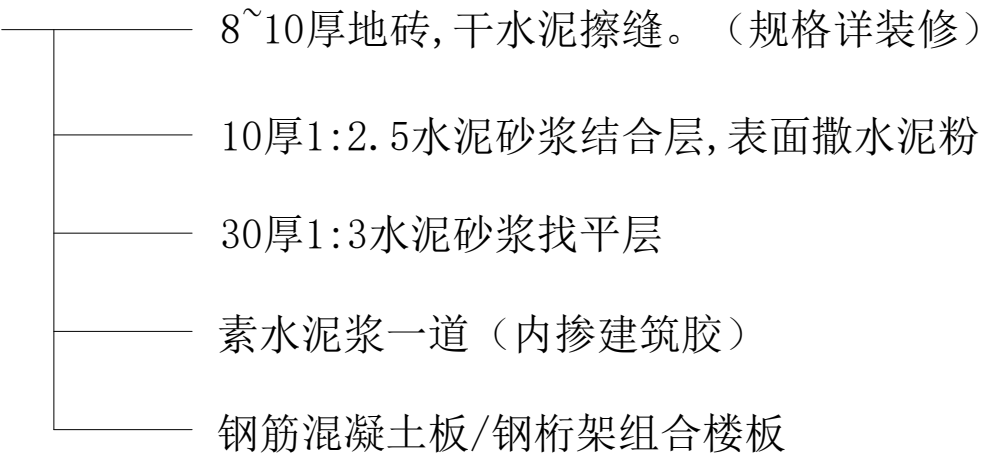 8~10厚地砖,干水泥擦缝。（规格详装修）
10厚1:2.5水泥砂浆结合层,表面撒水泥粉
30厚1:3水泥砂浆找平层
素水泥浆一道（内掺建筑胶）
钢筋混凝土板/钢桁架组合楼板